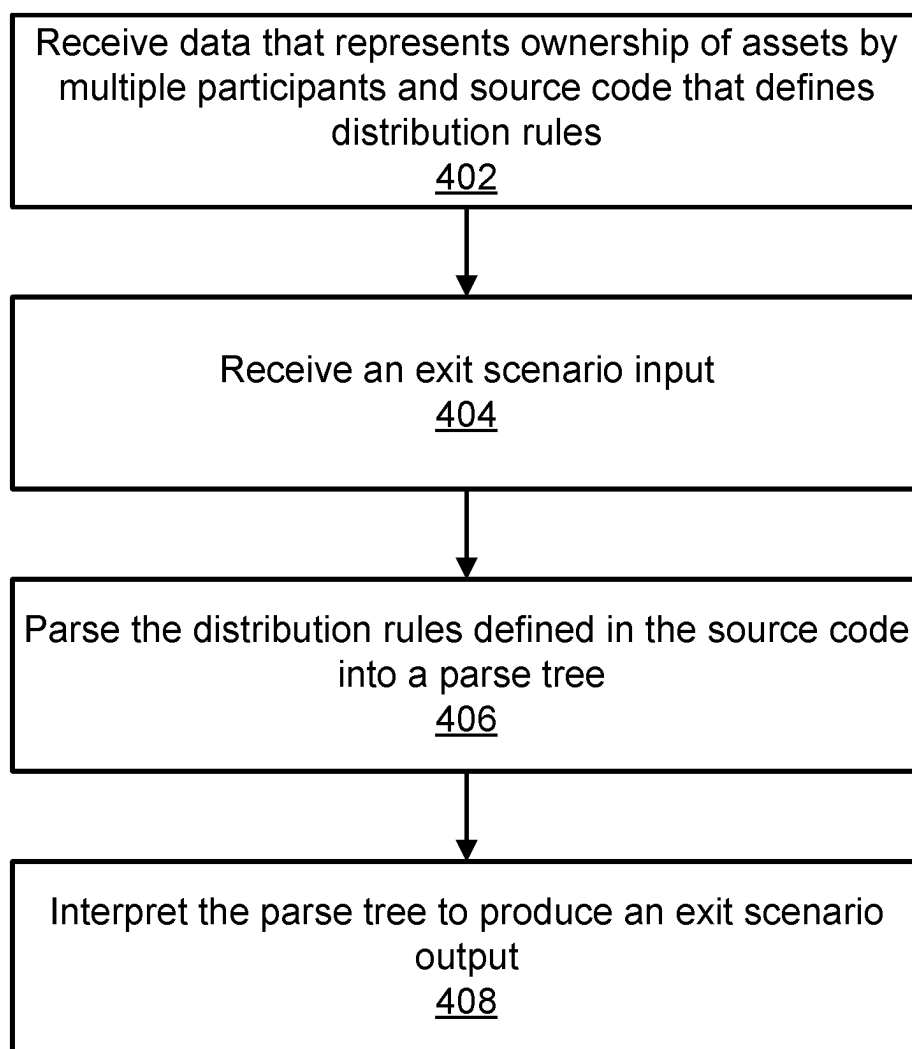 Receive data that represents ownership of assets by
multiple participants and source code that defines
distribution rules
402
Receive an exit scenario input
404
Parse the distribution rules defined in the source code
into a parse tree
406
Interpret the parse tree to produce an exit scenario
output
408